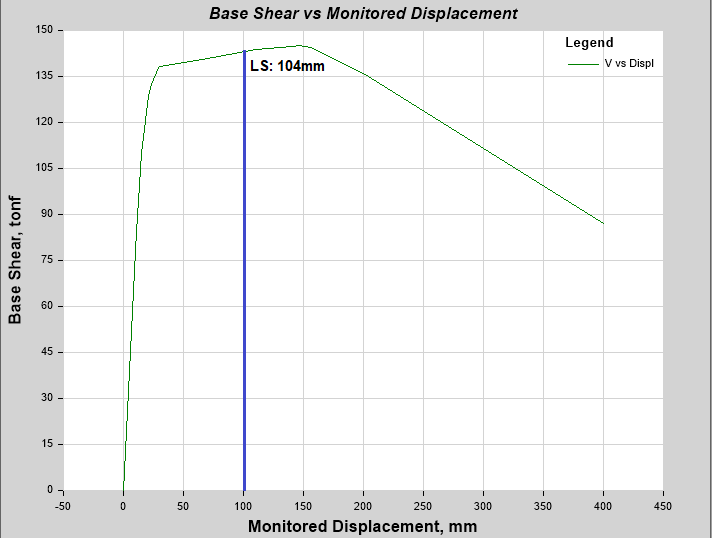 Base Shear vs Monitored Displacement
150
135
120
105
90
75
60
45
30
15
0
Base Shear, tonf
Legend
V vs Displ
LS: 104mm
-50 0 50 100 150 200 250 300 350 400 450
Monitored Displacement, mm